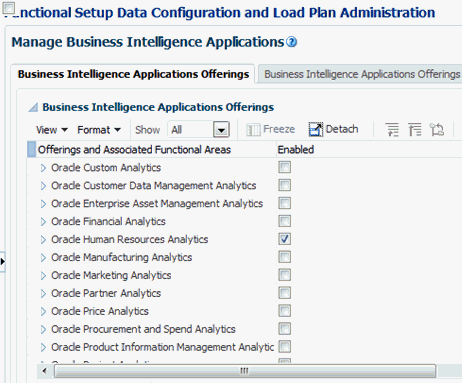 unctional Setup Data Configuration and Load Plan Administration
Manage Business Intelligence Applications
Business Intelligence Applications Offerings
Business Intelligence Applications Offerings
Business Intelligence Applications Offerings
View Format Show All Freeze Detach
Offerings and Associated Functional Areas Enabled
Oracle Custom Analytics
Oracle Customer Data Management Analytics
Oracle Enterprise Asset Management Analytics
Oracle Financial Analytics
Oracle Human Resources Analytics
Oracle Manufacturing Analytics
Oracle Marketing Analytics
Oracle Partner Analytics
Oracle Price Analytics
Oracle Procurement and Spend Analytics
Oracle Product Information Management Analytic